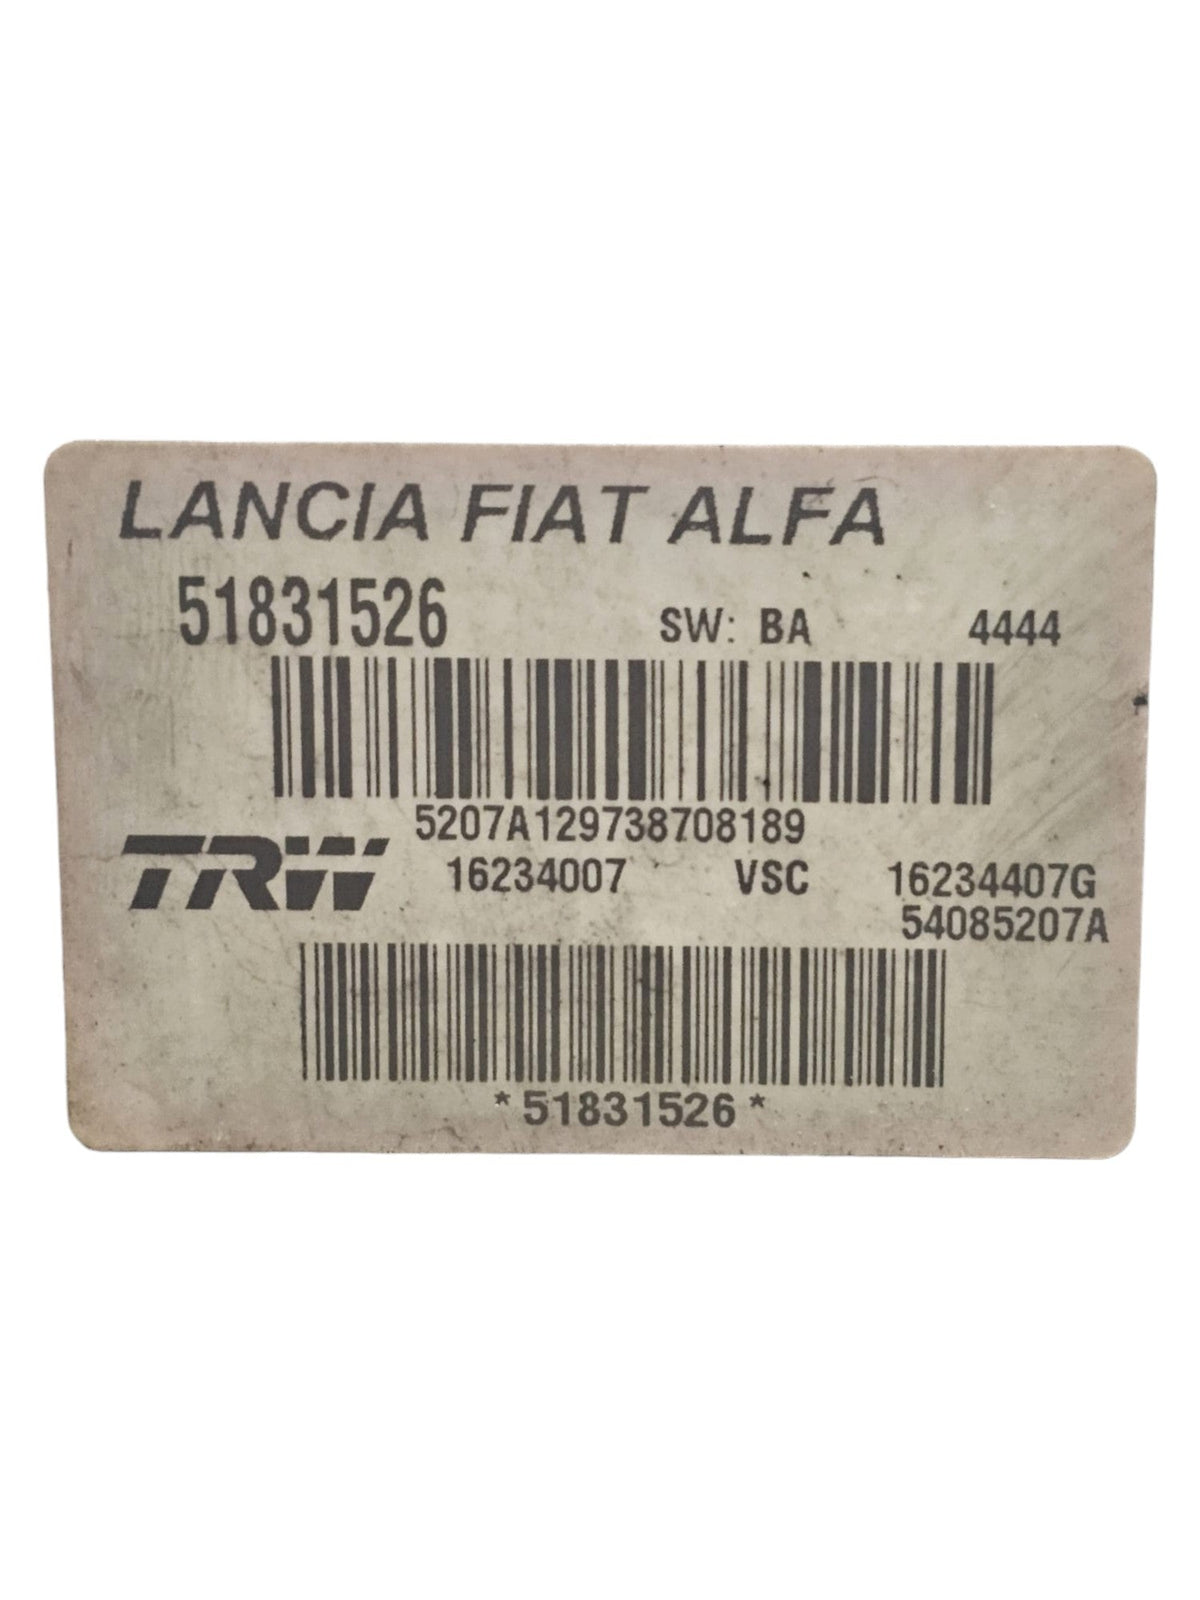 LANCIA FIAT ALFA
51831526 SW: BA 4444
5207A129738708189
TRW 16234007 VSC 16234407G
54085207A
*51831526*